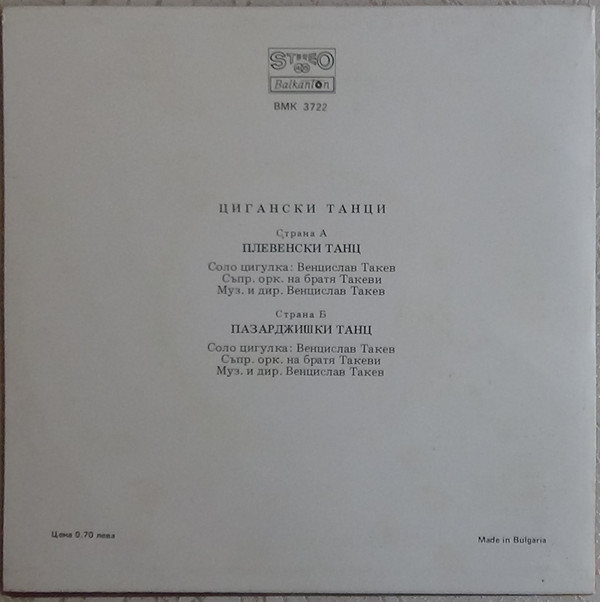 STEREO
Balkanton
ВМК 3722
ЦИГАНСКИ ТАНЦИ
Страна А
ПЛЕВЕНСКИ ТАНЦ
Соло цигулка: Венцислав Такев
Съпр. орк. на братя Такеви
Муз. и дир. Венцислав Такев
Страна Б
ПАЗАРДЖИШКИ ТАНЦ
Соло цигулка: Венцислав Такев
Съпр. орк. на братя Такеви
Муз. и дир. Венцислав Такев
Цена 0.70 лева
Made in Bulgaria